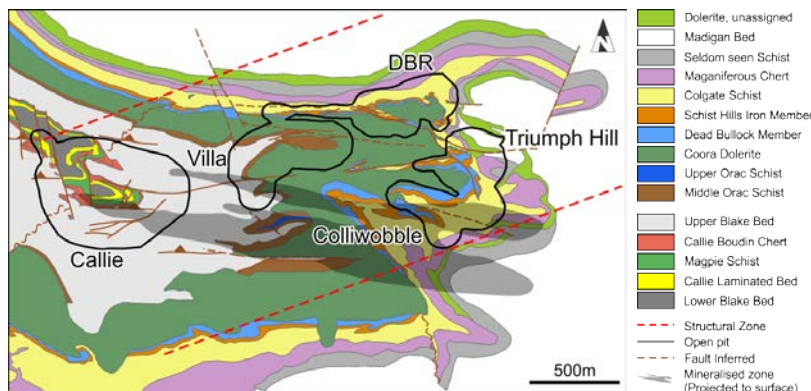 N
DBR
Triumph Hill
Villa
Colliwobble
Callie
500m
Dolerite, unassigned
Madigan Bed
Seldom seen Schist
Maganiferous Chert
Colgate Schist
Schist Hills Iron Member
Dead Bullock Member
Coora Dolerite
Upper Orac Schist
Middle Orac Schist
Upper Blake Bed
Callie Boudin Chert
Magpie Schist
Callie Laminated Bed
Lower Blake Bed
Structural Zone
Open pit
Fault Inferred
Mineralised zone
(Projected to surface)